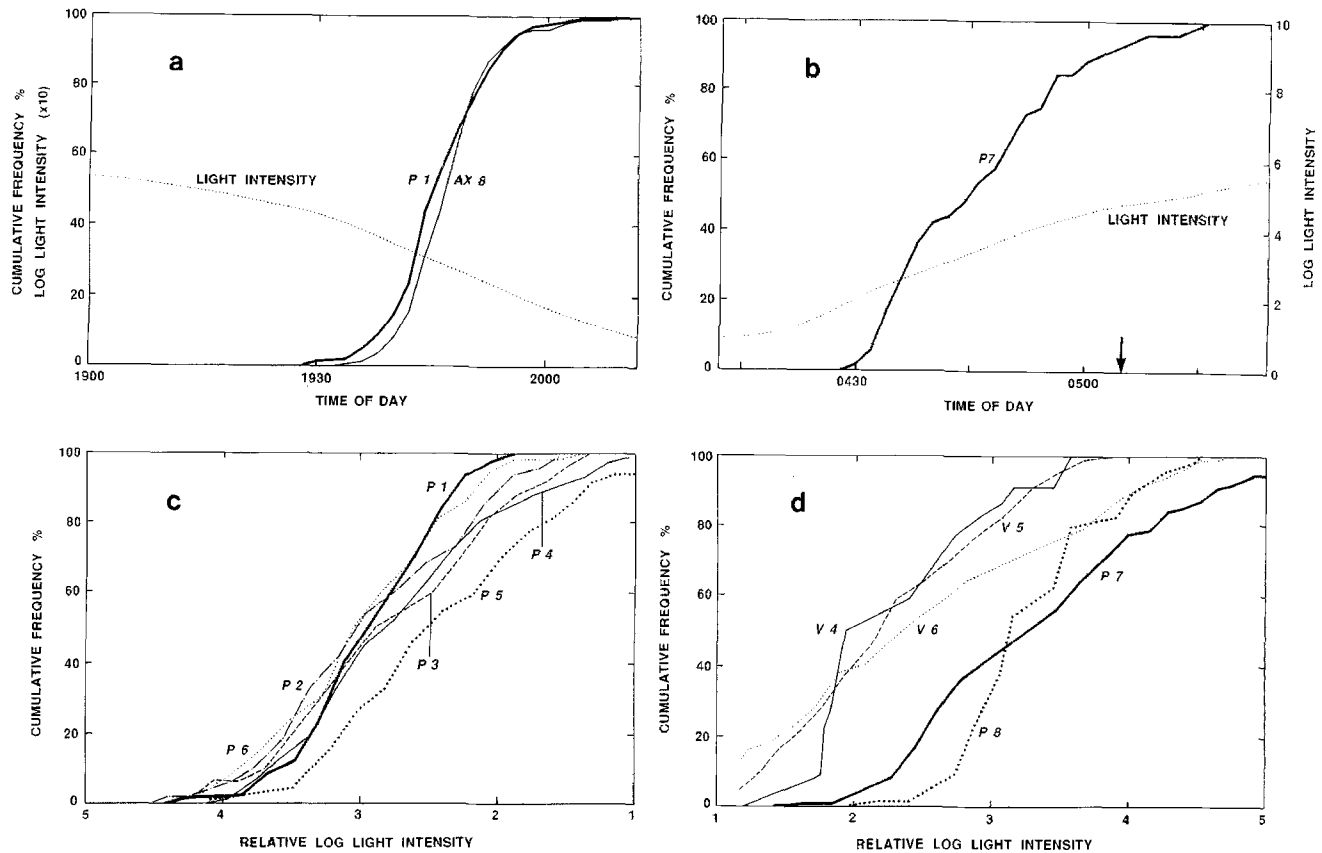 a
CUMULATIVE FREQUENCY %
LOG LIGHT INTENSITY (x10)
100
80
60
40
20
0
LIGHT INTENSITY
P 1
AX 8
1900
1930
2000
TIME OF DAY
b
CUMULATIVE FREQUENCY %
100
80
60
40
20
0
P7
LIGHT INTENSITY
10
8
6
4
2
0
LOG LIGHT INTENSITY
0430
0500
TIME OF DAY
c
CUMULATIVE FREQUENCY %
100
80
60
40
20
0
P 1
P 4
P 5
P 3
P 2
P 6
5
4
3
2
1
RELATIVE LOG LIGHT INTENSITY
d
CUMULATIVE FREQUENCY %
100
80
60
40
20
0
V 5
V 4
V 6
P 7
P 8
1
2
3
4
5
RELATIVE LOG LIGHT INTENSITY